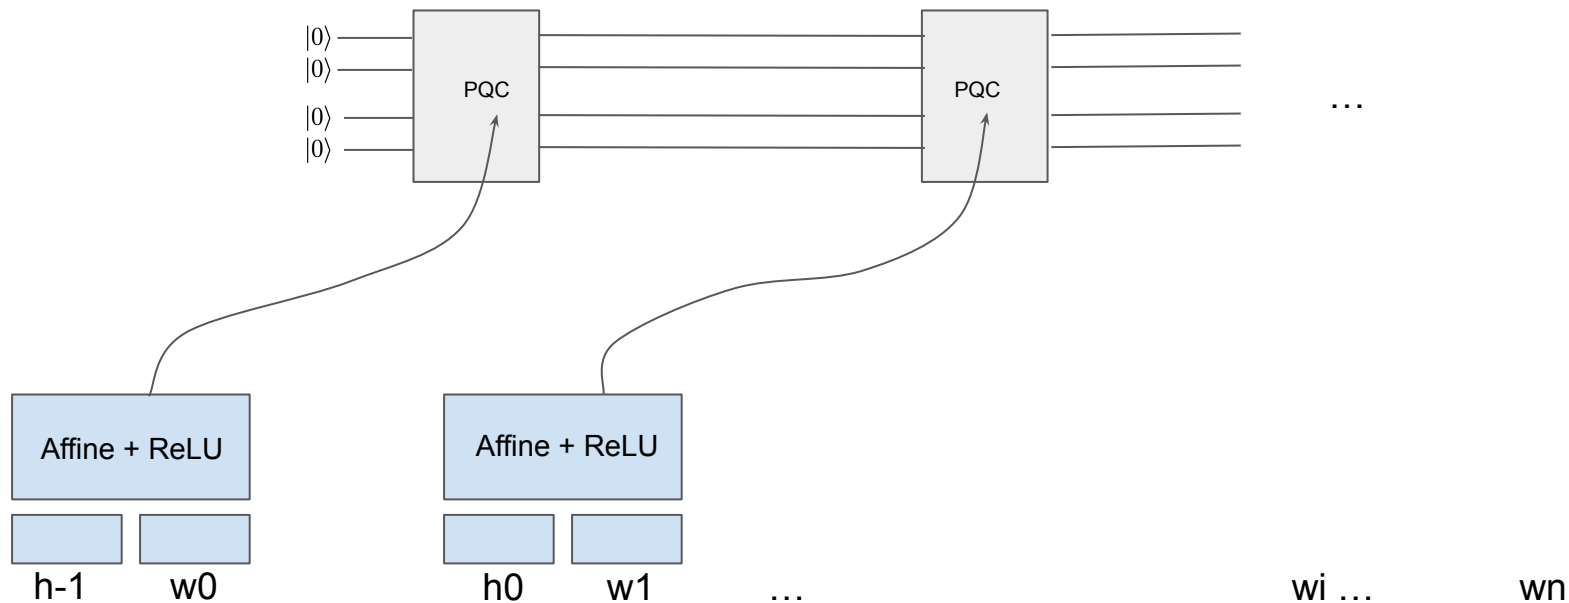 |0⟩
|0⟩
|0⟩
|0⟩
PQC
PQC
…
Affine + ReLU
Affine + ReLU
h-1 w0 h0 w1 … wi … wn